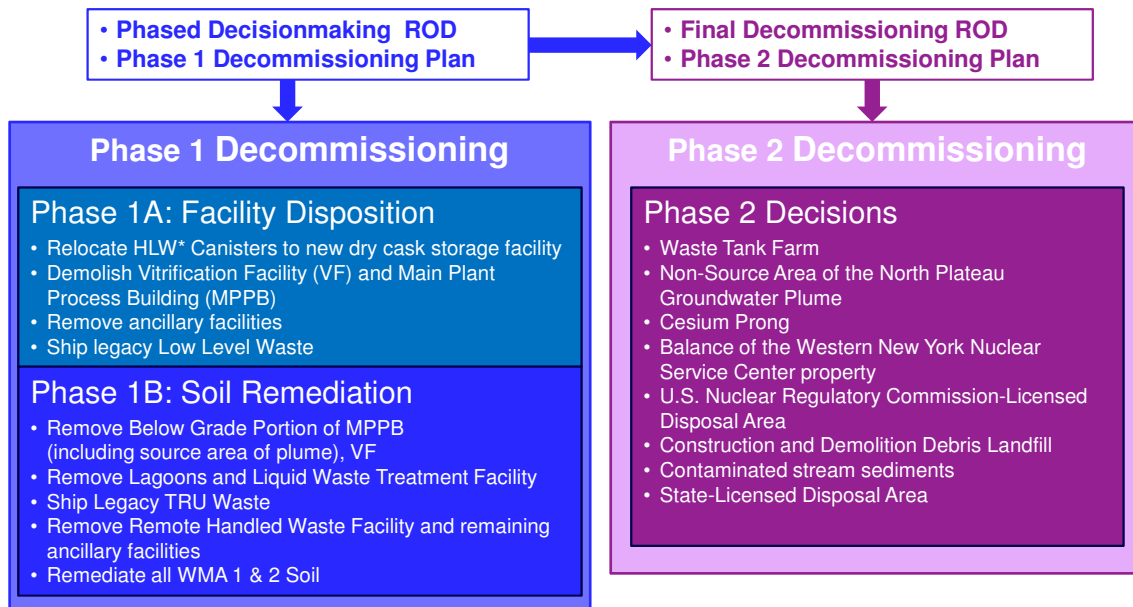 • Phased Decisionmaking ROD
• Phase 1 Decommissioning Plan
• Final Decommissioning ROD
• Phase 2 Decommissioning Plan
Phase 1 Decommissioning
Phase 1A: Facility Disposition
• Relocate HLW* Canisters to new dry cask storage facility
• Demolish Vitrification Facility (VF) and Main Plant
Process Building (MPPB)
• Remove ancillary facilities
• Ship legacy Low Level Waste
Phase 1B: Soil Remediation
• Remove Below Grade Portion of MPPB
(including source area of plume), VF
• Remove Lagoons and Liquid Waste Treatment Facility
• Ship Legacy TRU Waste
• Remove Remote Handled Waste Facility and remaining
ancillary facilities
• Remediate all WMA 1 & 2 Soil
Phase 2 Decommissioning
Phase 2 Decisions
• Waste Tank Farm
• Non-Source Area of the North Plateau
Groundwater Plume
• Cesium Prong
• Balance of the Western New York Nuclear
Service Center property
• U.S. Nuclear Regulatory Commission-Licensed
Disposal Area
• Construction and Demolition Debris Landfill
• Contaminated stream sediments
• State-Licensed Disposal Area